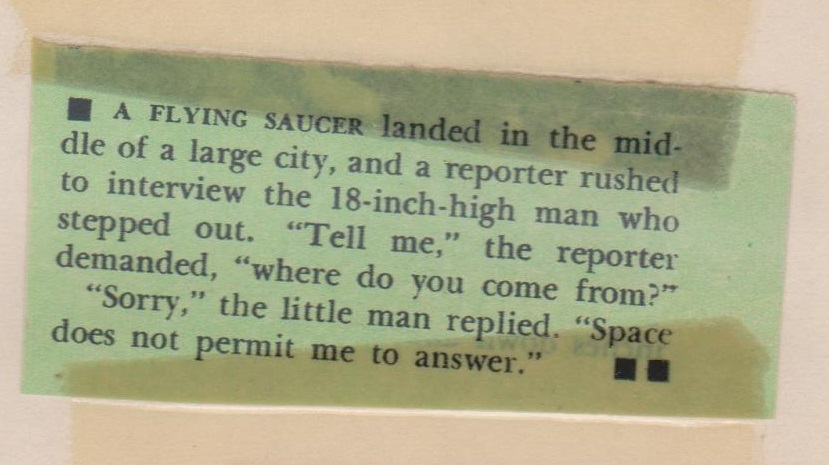 ■ A FLYING SAUCER landed in the mid-
dle of a large city, and a reporter rushed
to interview the 18-inch-high man who
stepped out. “Tell me,” the reporter
demanded, “where do you come from?”
“Sorry,” the little man replied. “Space
does not permit me to answer.” ■ ■